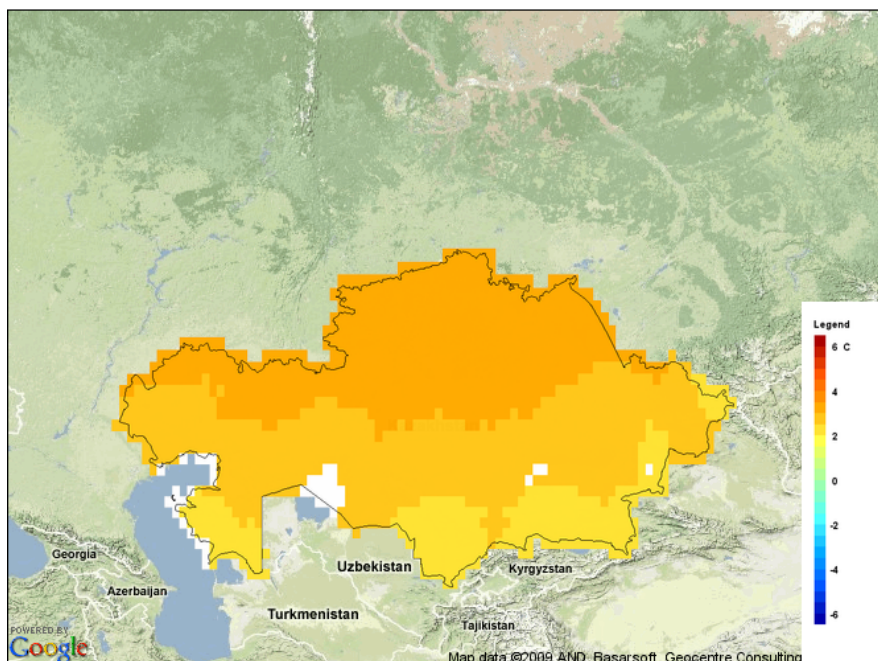 Legend
6 C
4
2
0
-2
-4
-6
Georgia
Azerbaijan
Uzbekistan
Kyrgyzstan
Turkmenistan
Tajikistan
POWERED BY
Google
Map data ©2009 AND, Basarsoft, Geocentre Consulting